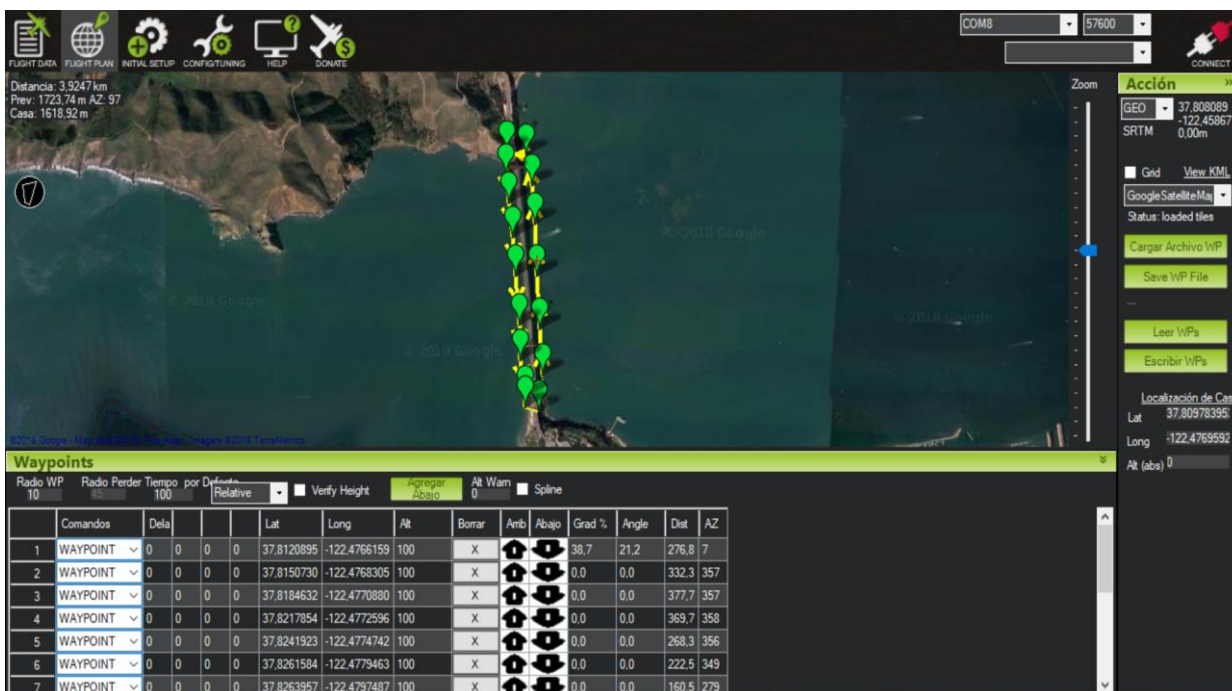 COM8 57600
FLIGHT DATA FLIGHT PLAN INITIAL SETUP CONFIG/TUNING HELP DONATE CONNECT
Distancia: 3,9247 km
Prev: 1723,74 m AZ: 97
Casa: 1618,92 m
Zoom
Acción
GEO 37,808089
-122,45867
SRTM 0,00m
Grid View KML
GoogleSatelliteMap
Status: loaded tiles
Cargar Archivo WP
Save WP File
...
Leer WPs
Escribir WPs
Localización de Cas
Lat 37,80978395
Long -122,4769592
Alt (abs) 0
© 2018 Google
© 2018 Google
© 2018 Google
© 2018 Google
Waypoints
Radio WP Radio Perder Tiempo por Defecto Alt Warn
10 45 100 Relative Verify Height Agregar Abajo 0 Spline
Comandos Dela Lat Long Alt Borrar Arrib Abajo Grad % Angle Dist AZ
1 WAYPOINT 0 0 0 0 37,8120895 -122,4766159 100 X 38,7 21,2 276,8 7
2 WAYPOINT 0 0 0 0 37,8150730 -122,4768305 100 X 0,0 0,0 332,3 357
3 WAYPOINT 0 0 0 0 37,8184632 -122,4770880 100 X 0,0 0,0 377,7 357
4 WAYPOINT 0 0 0 0 37,8217854 -122,4772596 100 X 0,0 0,0 369,7 358
5 WAYPOINT 0 0 0 0 37,8241923 -122,4774742 100 X 0,0 0,0 268,3 356
6 WAYPOINT 0 0 0 0 37,8261584 -122,4779463 100 X 0,0 0,0 222,5 349
7 WAYPOINT 0 0 0 0 37,8263957 -122,4797487 100 X 0,0 0,0 160,5 279